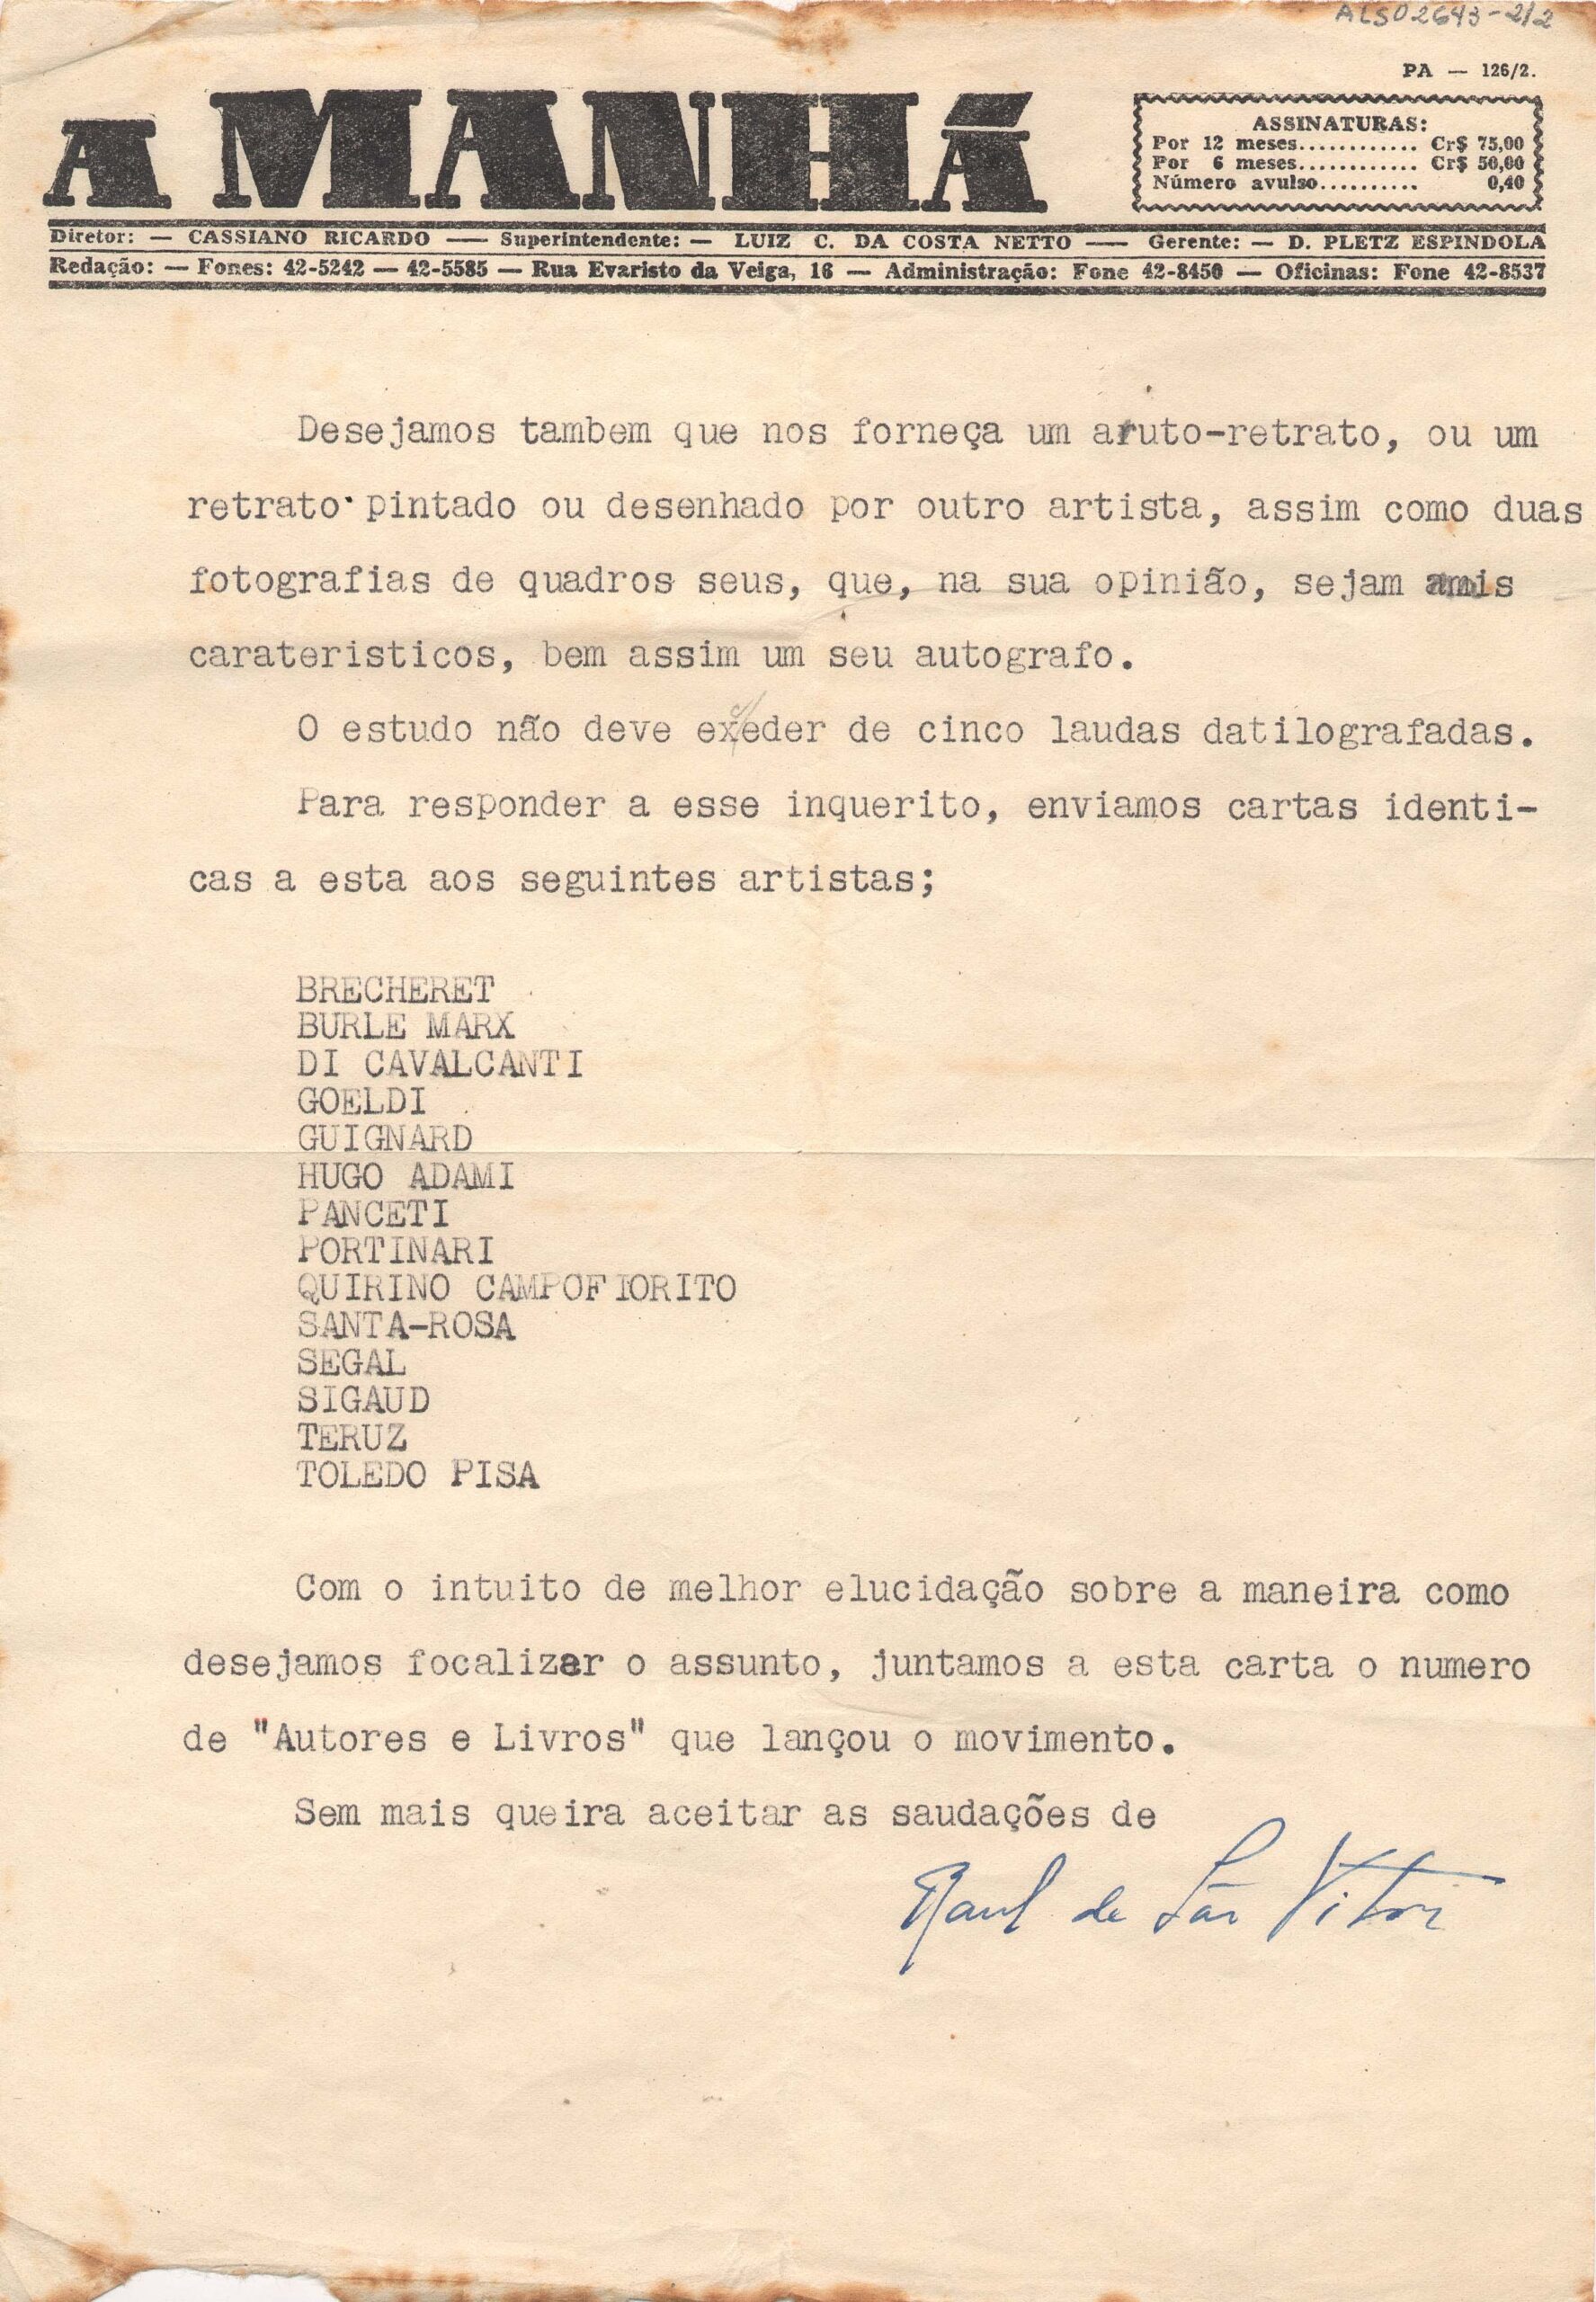 ALS02643-2/2
PA — 126/2.
A MANHÃ
ASSINATURAS:
Por 12 meses............ Cr$ 75,00
Por 6 meses............ Cr$ 50,00
Número avulso.......... 0,40
Diretor: — CASSIANO RICARDO — Superintendente: — LUIZ C. DA COSTA NETTO — Gerente: — D. PLETZ ESPINDOLA
Redação: — Fones: 42-5242 — 42-5585 — Rua Evaristo da Veiga, 16 — Administração: Fone 42-8450 — Oficinas: Fone 42-8537
Desejamos tambem que nos forneça um aruto-retrato, ou um
retrato pintado ou desenhado por outro artista, assim como duas
fotografias de quadros seus, que, na sua opinião, sejam amis
carateristicos, bem assim um seu autografo.
O estudo não deve exceder de cinco laudas datilografadas.
Para responder a esse inquerito, enviamos cartas identi-
cas a esta aos seguintes artistas;
BRECHERET
BURLE MARX
DI CAVALCANTI
GOELDI
GUIGNARD
HUGO ADAMI
PANCETI
PORTINARI
QUIRINO CAMPOFIORITO
SANTA-ROSA
SEGAL
SIGAUD
TERUZ
TOLEDO PISA
Com o intuito de melhor elucidação sobre a maneira como
desejamos focalizar o assunto, juntamos a esta carta o numero
de "Autores e Livros" que lançou o movimento.
Sem mais queira aceitar as saudações de
Raul de São Vitor